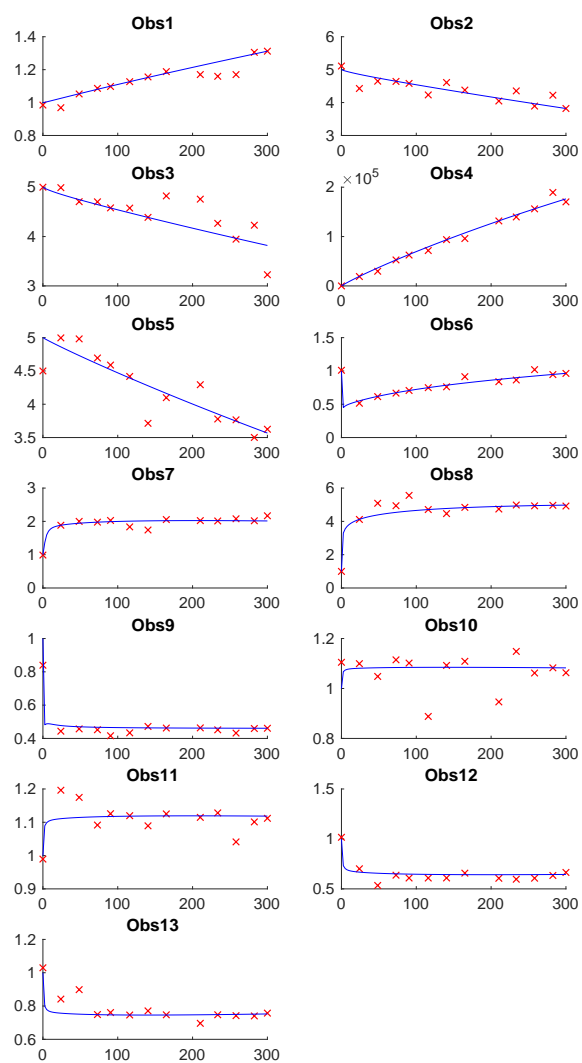 Obs1 Obs2
1.4 6
1.2 5
1 4
0.8 3
0 100 200 300 0 100 200 300
Obs3 Obs4
5 ×10^5 2
4 1
3 0
0 100 200 300 0 100 200 300
Obs5 Obs6
5 1.5
4.5 1
4 0.5
3.5 0
0 100 200 300 0 100 200 300
Obs7 Obs8
3 6
2 4
1 2
0 0
0 100 200 300 0 100 200 300
Obs9 Obs10
1 1.2
0.8
0.6 1
0.4 0.8
0 100 200 300 0 100 200 300
Obs11 Obs12
1.2 1.5
1.1 1
1
0.9 0.5
0 100 200 300 0 100 200 300
Obs13
1.2
1
0.8
0.6
0 100 200 300